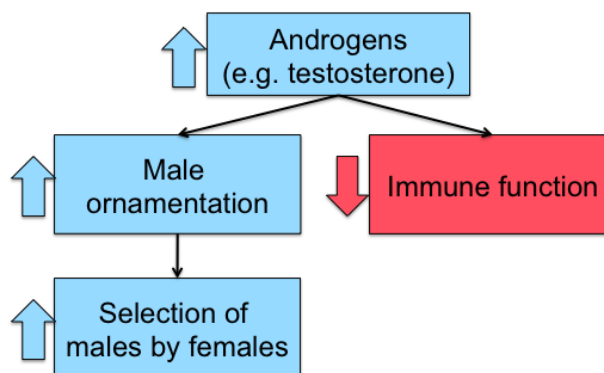 Androgens
(e.g. testosterone)
Male
ornamentation
Immune function
Selection of
males by females